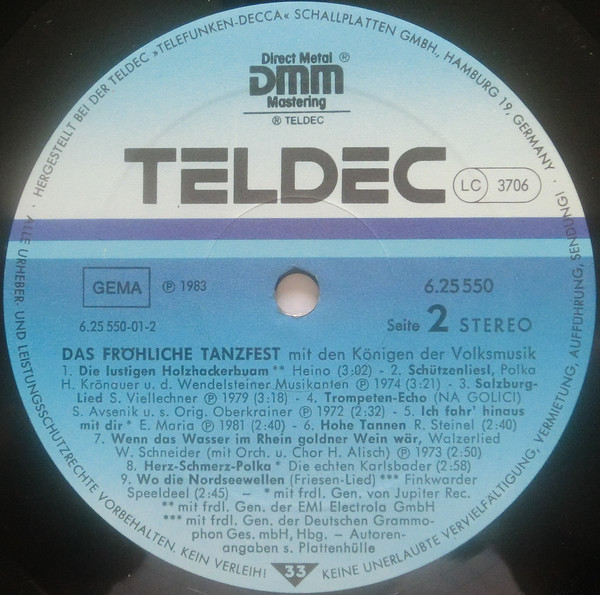 HERGESTELLT BEI DER TELDEC »TELEFUNKEN-DECCA« SCHALLPLATTEN GMBH., HAMBURG 19, GERMANY
Direct Metal ®
DMM
Mastering
® TELDEC
TELDEC
LC 3706
GEMA ℗ 1983
6.25 550
6.25 550-01-2
Seite 2 STEREO
DAS FRÖHLICHE TANZFEST mit den Königen der Volksmusik
1. Die lustigen Holzhackerbuam ** Heino (3:02) - 2. Schützenliesl, Polka
H. Krönauer u. d. Wendelsteiner Musikanten ℗ 1974 (3:21) - 3. Salzburg-
Lied S. Viellechner ℗ 1979 (3:18) - 4. Trompeten-Echo (NA GOLICI)
S. Avsenik u. s. Orig. Oberkrainer ℗ 1972 (2:32) - 5. Ich fahr' hinaus
mit dir * E. Maria ℗ 1981 (2:40) - 6. Hohe Tannen R. Steinel (2:40)
7. Wenn das Wasser im Rhein goldner Wein wär, Walzerlied
W. Schneider (mit Orch. u. Chor H. Alisch) ℗ 1973 (2:50)
8. Herz-Schmerz-Polka * Die echten Karlsbader (2:58)
9. Wo die Nordseewellen (Friesen-Lied) *** Finkwarder
Speeldeel (2:45) - * mit frdl. Gen. von Jupiter Rec.
** mit frdl. Gen. der EMI Electrola GmbH
*** mit frdl. Gen. der Deutschen Grammo-
phon Ges. mbH, Hbg. - Autoren-
angaben s. Plattenhülle
33
· ALLE URHEBER- UND LEISTUNGSSCHUTZRECHTE VORBEHALTEN. KEIN VERLEIH! KEINE UNERLAUBTE VERVIELFÄLTIGUNG, VERMIETUNG, AUFFÜHRUNG, SENDUNG! ·